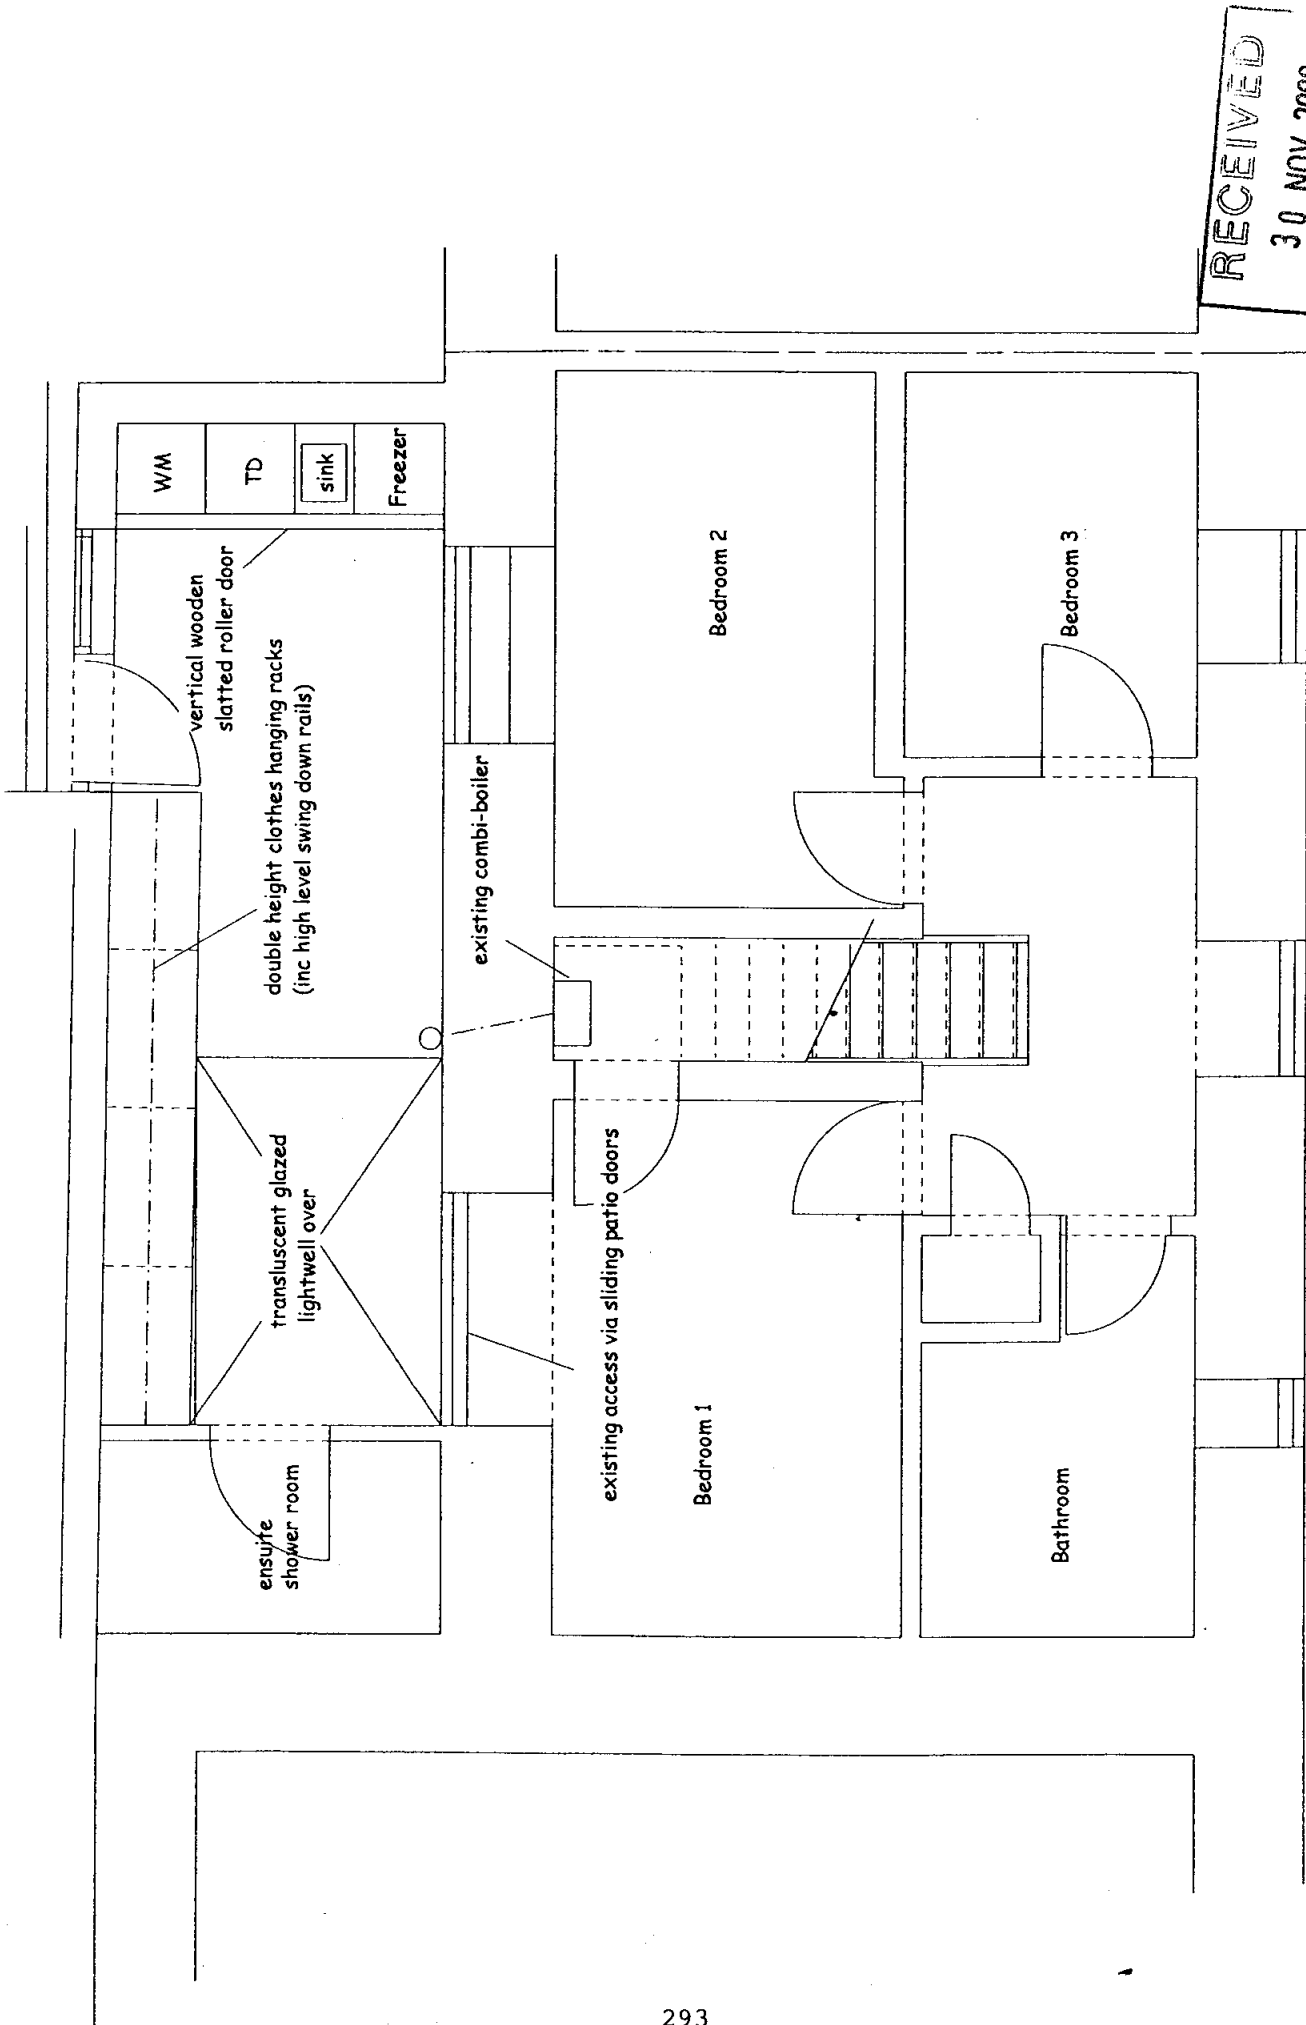 RECEIVED
30 NOV
WM
TD
sink
Freezer
vertical wooden
slatted roller door
double height clothes hanging racks
(inc high level swing down rails)
existing combi-boiler
transluscent glazed
lightwell over
existing access via sliding patio doors
ensuite
shower room
Bedroom 1
Bedroom 2
Bedroom 3
Bathroom
293